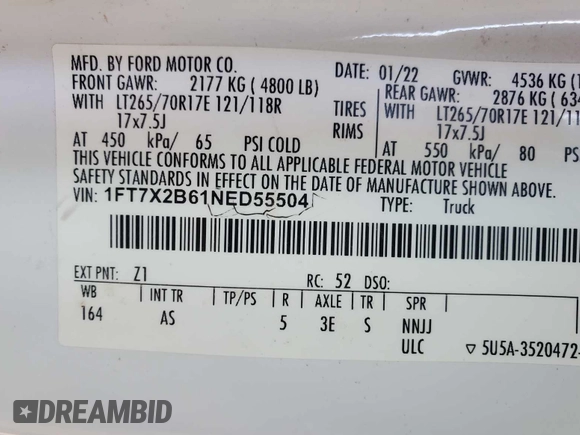 MFD. BY FORD MOTOR CO.
DATE: 01/22 GVWR: 4536 KG
FRONT GAWR: 2177 KG ( 4800 LB)
REAR GAWR: 2876 KG ( 634
WITH LT265/70R17E 121/118R TIRES
WITH LT265/70R17E 121/11
17x7.5J RIMS 17x7.5J
AT 450 kPa/ 65 PSI COLD
AT 550 kPa/ 80
THIS VEHICLE CONFORMS TO ALL APPLICABLE FEDERAL MOTOR VEHICLE
SAFETY STANDARDS IN EFFECT ON THE DATE OF MANUFACTURE SHOWN ABOVE.
VIN: 1FT7X2B61NED55504 TYPE: Truck
EXT PNT: Z1 RC: 52 DSO:
WB INT TR TP/PS R AXLE TR SPR
164 AS 5 3E S NNJJ
ULC ▽ 5U5A-3520472-
DREAMBID